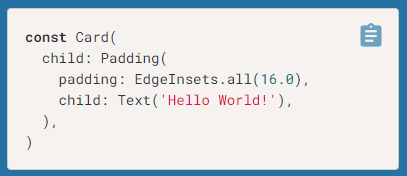 const Card(
  child: Padding(
    padding: EdgeInsets.all(16.0),
    child: Text('Hello World!'),
  ),
)